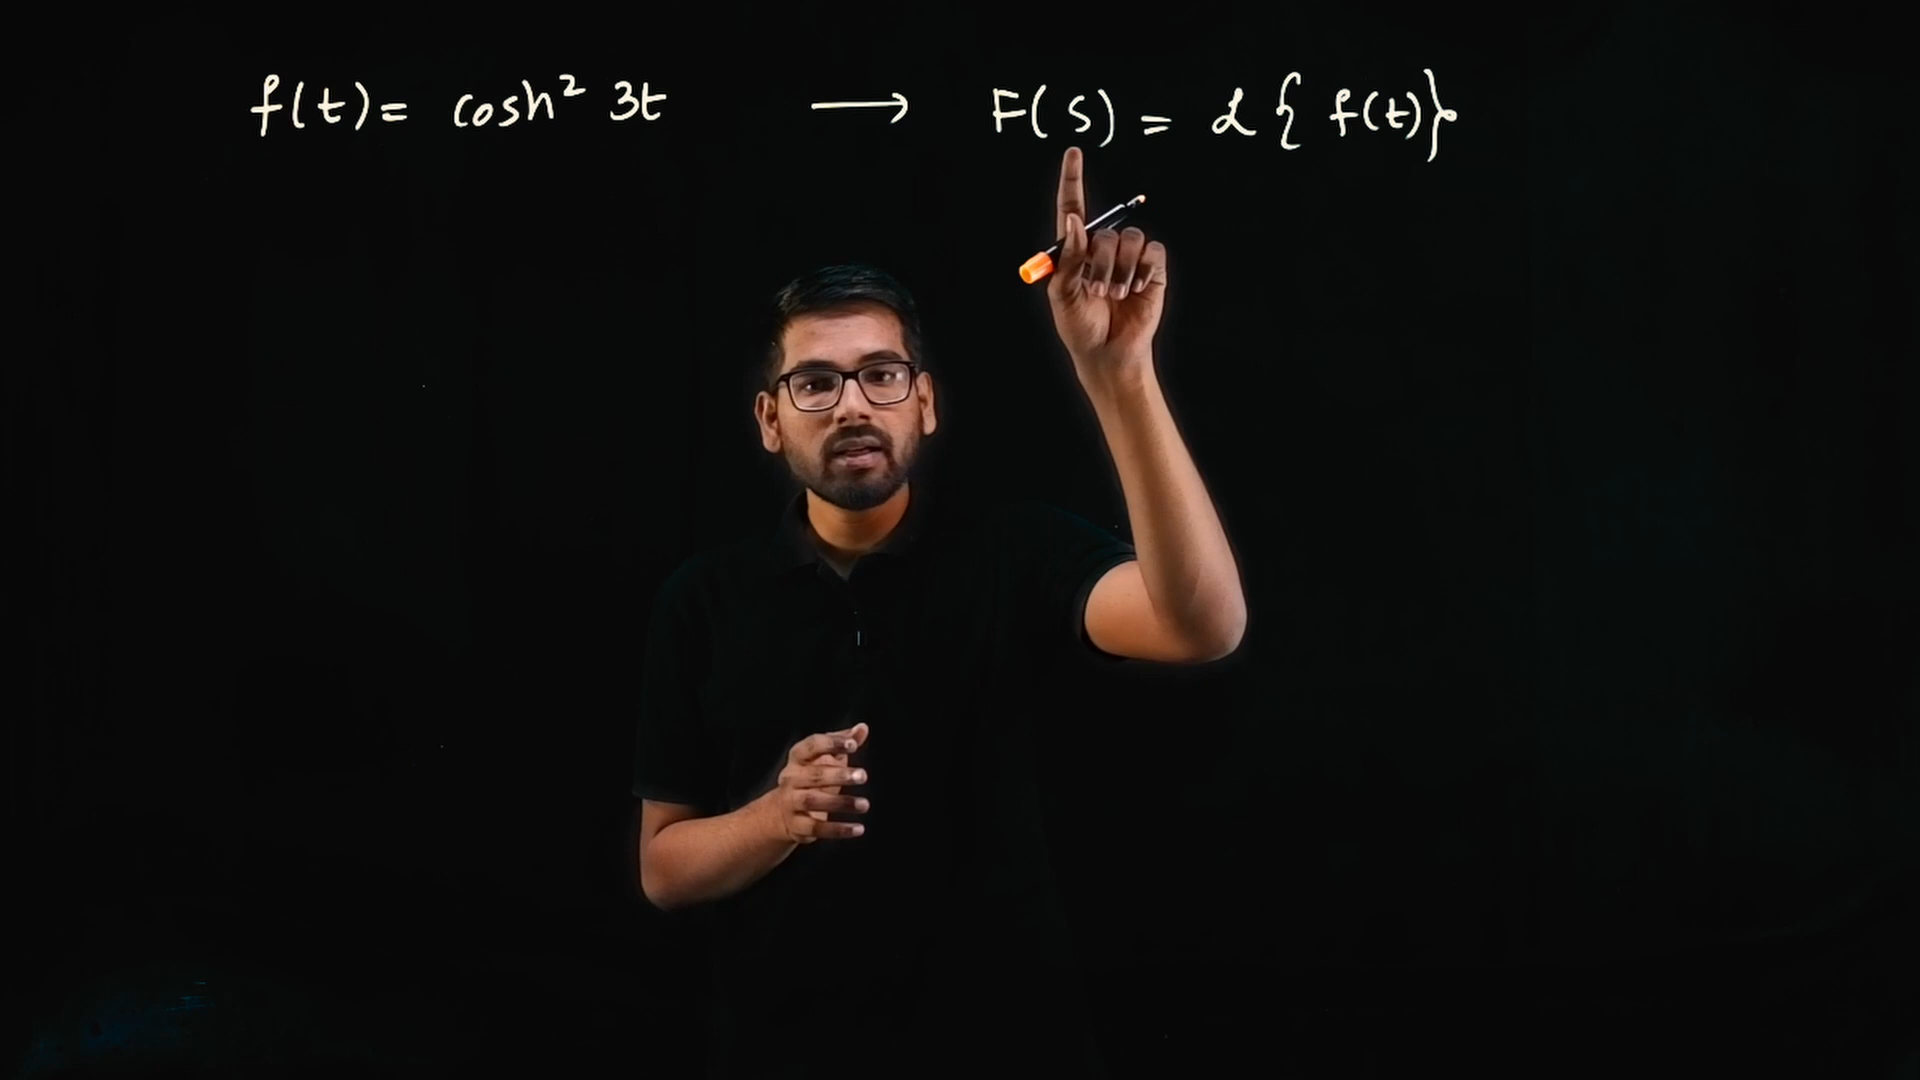 f(t) = cosh² 3t ⟶ F(s) = ℒ{f(t)}